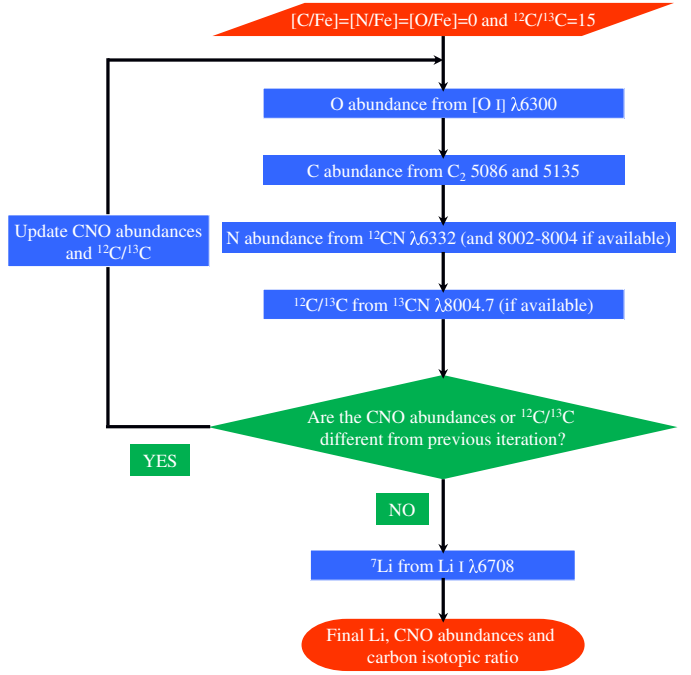 [C/Fe]=[N/Fe]=[O/Fe]=0 and ¹²C/¹³C=15
O abundance from [O I] λ6300
C abundance from C₂ 5086 and 5135
Update CNO abundances
and ¹²C/¹³C
N abundance from ¹²CN λ6332 (and 8002-8004 if available)
¹²C/¹³C from ¹³CN λ8004.7 (if available)
Are the CNO abundances or ¹²C/¹³C
different from previous iteration?
YES
NO
⁷Li from Li I λ6708
Final Li, CNO abundances and
carbon isotopic ratio